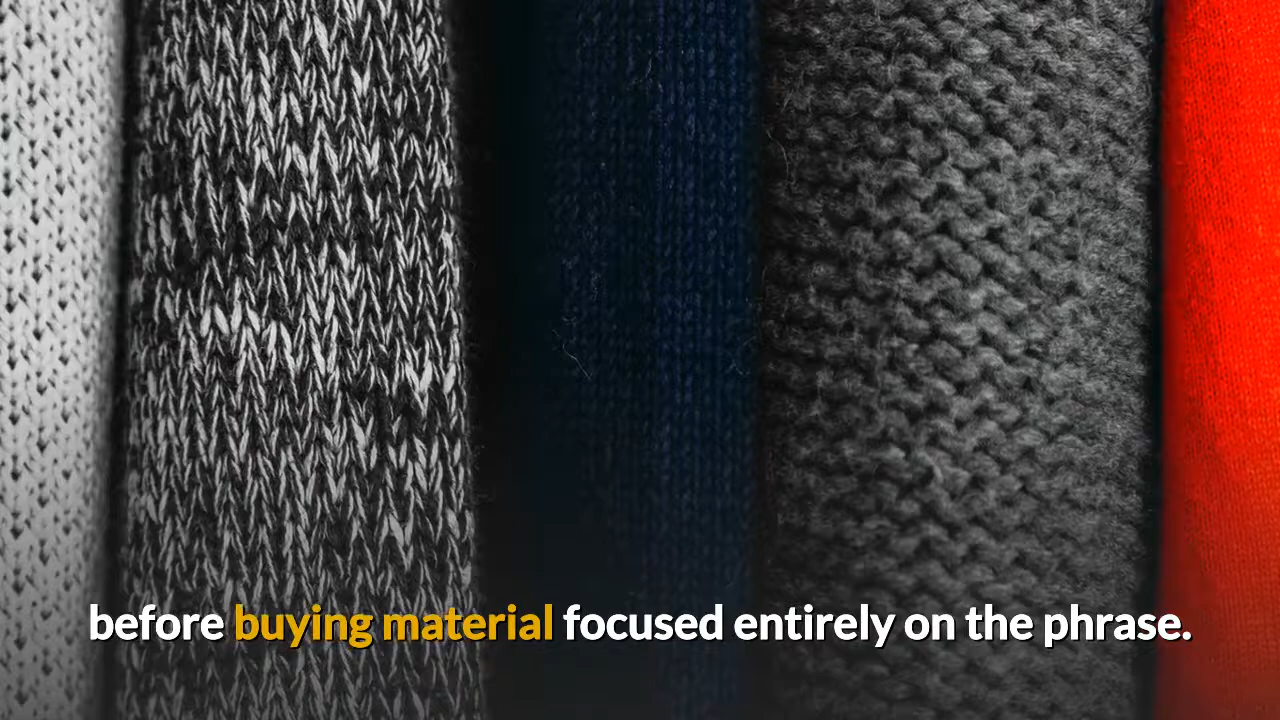 before buying material focused entirely on the phrase.